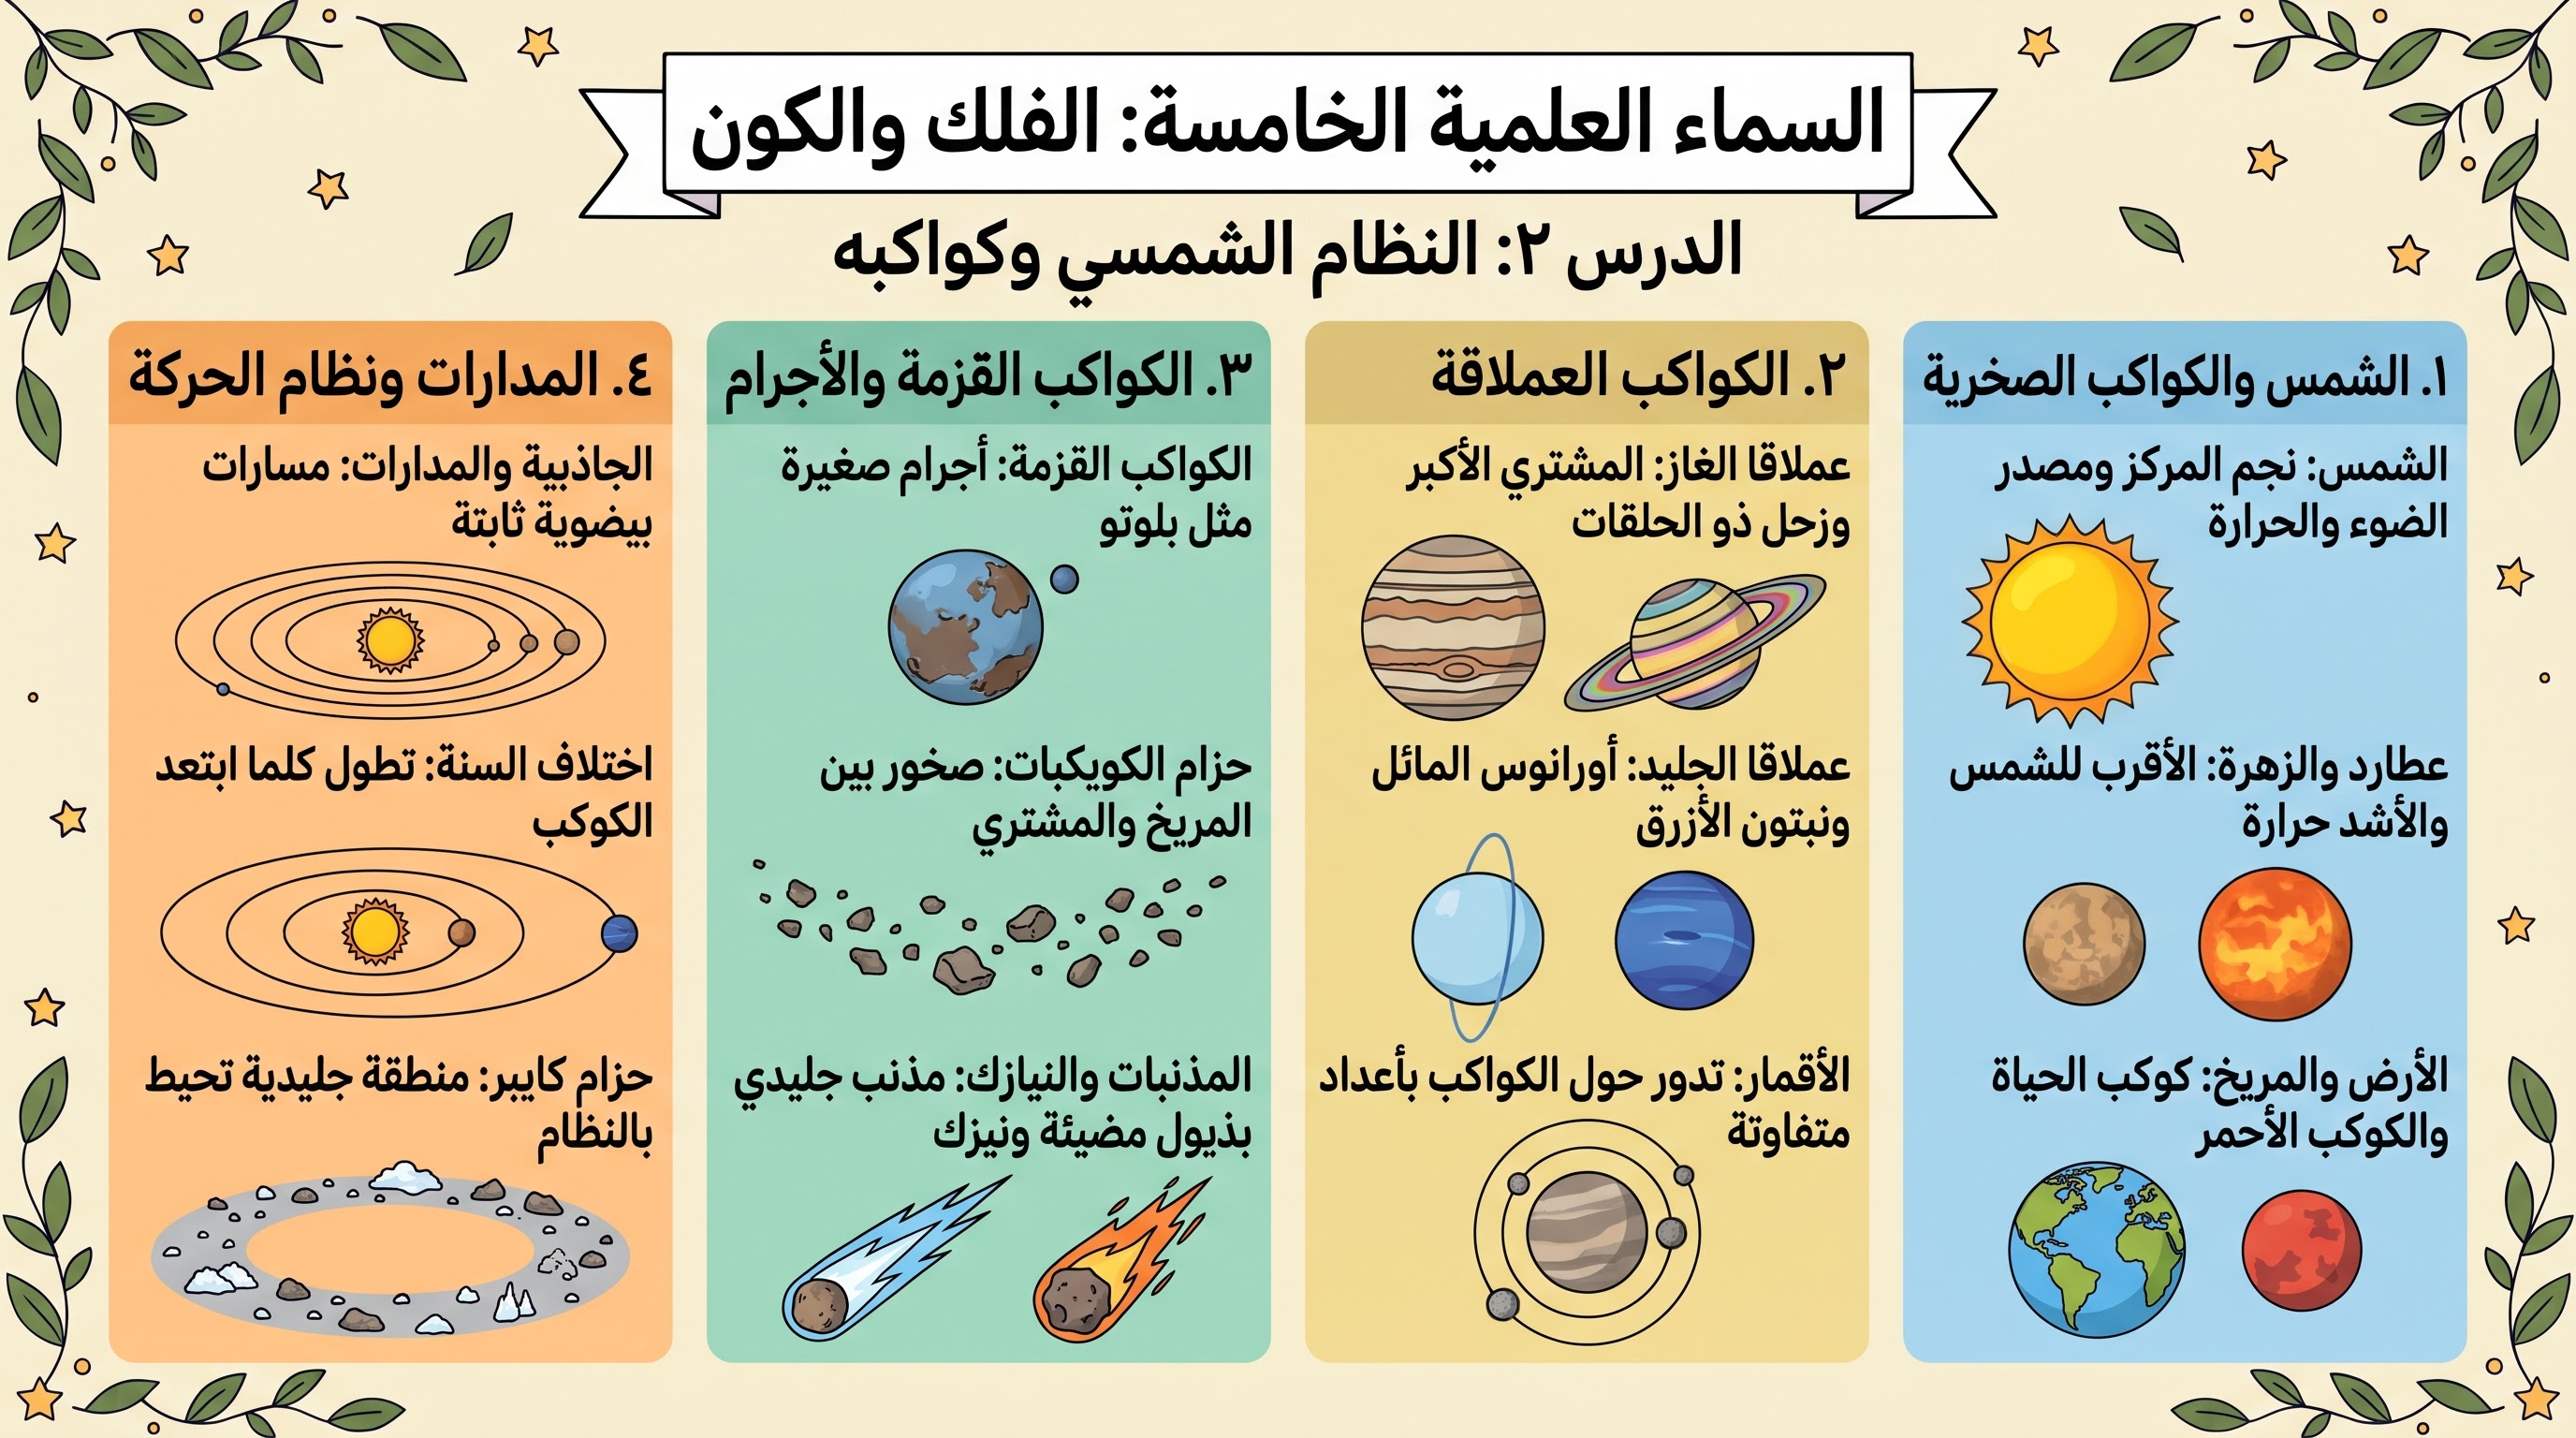 السماء العلمية الخامسة: الفلك والكون
الدرس ٢: النظام الشمسي وكواكبه
١. الشمس والكواكب الصخرية
الشمس: نجم المركز ومصدر
الضوء والحرارة
عطارد والزهرة: الأقرب للشمس
والأشد حرارة
الأرض والمريخ: كوكب الحياة
والكوكب الأحمر
٢. الكواكب العملاقة
عملاقا الغاز: المشتري الأكبر
وزحل ذو الحلقات
عملاقا الجليد: أورانوس المائل
ونبتون الأزرق
الأقمار: تدور حول الكواكب بأعداد
متفاوتة
٣. الكواكب القزمة والأجرام
الكواكب القزمة: أجرام صغيرة
مثل بلوتو
حزام الكويكبات: صخور بين
المريخ والمشتري
المذنبات والنيازك: مذنب جليدي
بذيول مضيئة ونيزك
٤. المدارات ونظام الحركة
الجاذبية والمدارات: مسارات
بيضوية ثابتة
اختلاف السنة: تطول كلما ابتعد
الكوكب
حزام كايبر: منطقة جليدية تحيط
بالنظام